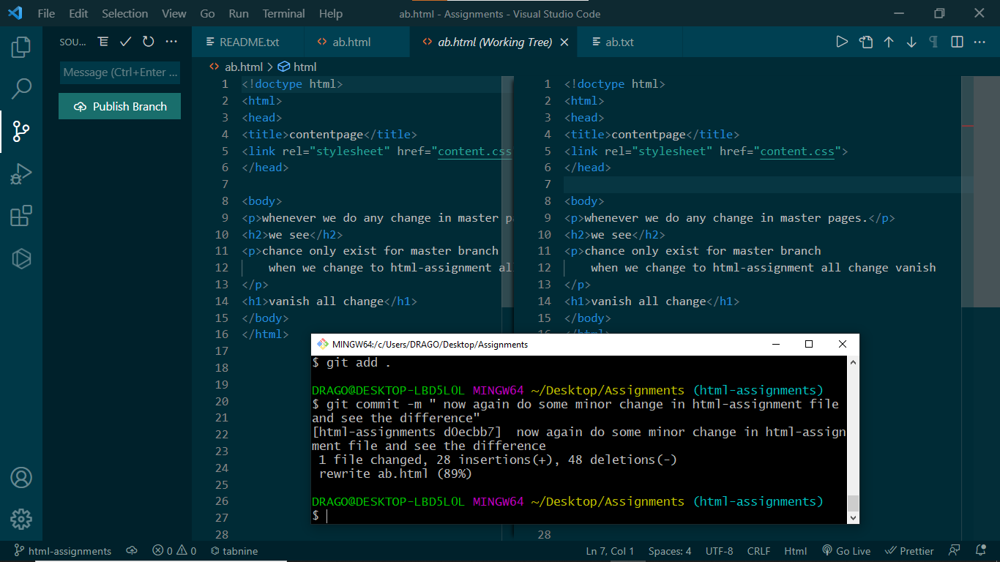 File Edit Selection View Go Run Terminal Help ab.html - Assignments - Visual Studio Code
SOU...
README.txt ab.html ab.html (Working Tree) ab.txt
Message (Ctrl+Enter ...
Publish Branch
ab.html > html
1 <!doctype html>
2 <html>
3 <head>
4 <title>contentpage</title>
5 <link rel="stylesheet" href="content.css
6 </head>
7
8 <body>
9 <p>whenever we do any change in master p
10 <h2>we see</h2>
11 <p>chance only exist for master branch
12 when we change to html-assignment al
13 </p>
14 <h1>vanish all change</h1>
15 </body>
16 </html>
17
18
19
20
21
22
23
24
25
26
27
28
1 <!doctype html>
2 <html>
3 <head>
4 <title>contentpage</title>
5 <link rel="stylesheet" href="content.css">
6 </head>
7
8 <body>
9 <p>whenever we do any change in master pages.</p>
10 <h2>we see</h2>
11 <p>chance only exist for master branch
12 when we change to html-assignment all change vanish
13 </p>
14 <h1>vanish all change</h1>
15 </body>
16 </html>
28
MINGW64:/c/Users/DRAGO/Desktop/Assignments
$ git add .
DRAGO@DESKTOP-LBD5LOL MINGW64 ~/Desktop/Assignments (html-assignments)
$ git commit -m " now again do some minor change in html-assignment file
and see the difference"
[html-assignments d0ecbb7]  now again do some minor change in html-assign
ment file and see the difference
1 file changed, 28 insertions(+), 48 deletions(-)
rewrite ab.html (89%)
DRAGO@DESKTOP-LBD5LOL MINGW64 ~/Desktop/Assignments (html-assignments)
$
html-assignments 0 0 tabnine Ln 7, Col 1 Spaces: 4 UTF-8 CRLF Html Go Live Prettier